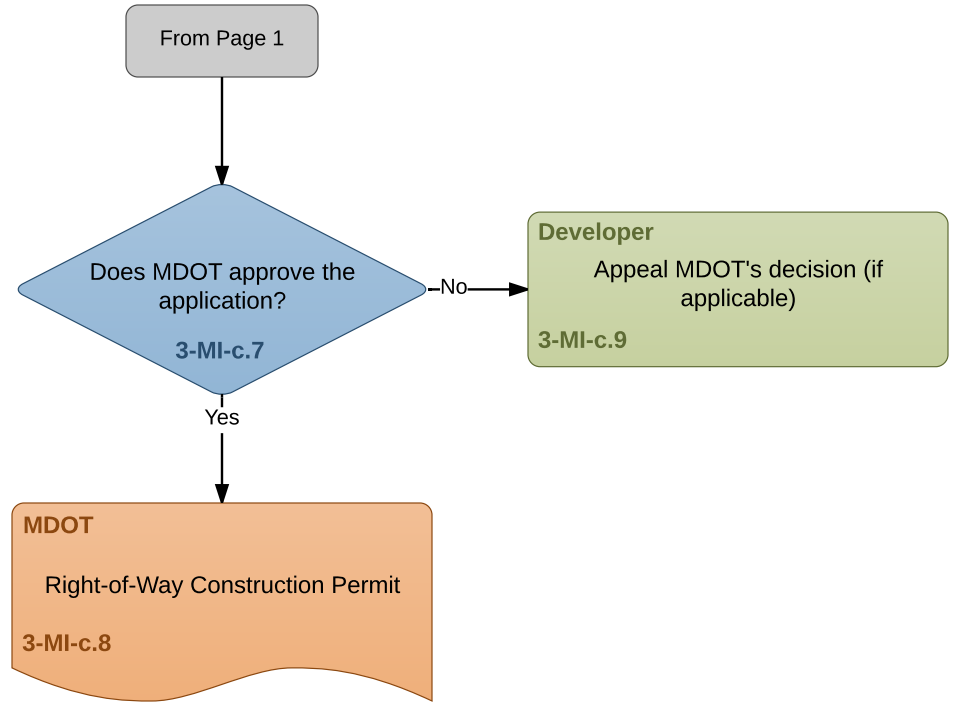 From Page 1
Does MDOT approve the
application?
3-MI-c.7
No
Developer
Appeal MDOT's decision (if
applicable)
3-MI-c.9
Yes
MDOT
Right-of-Way Construction Permit
3-MI-c.8